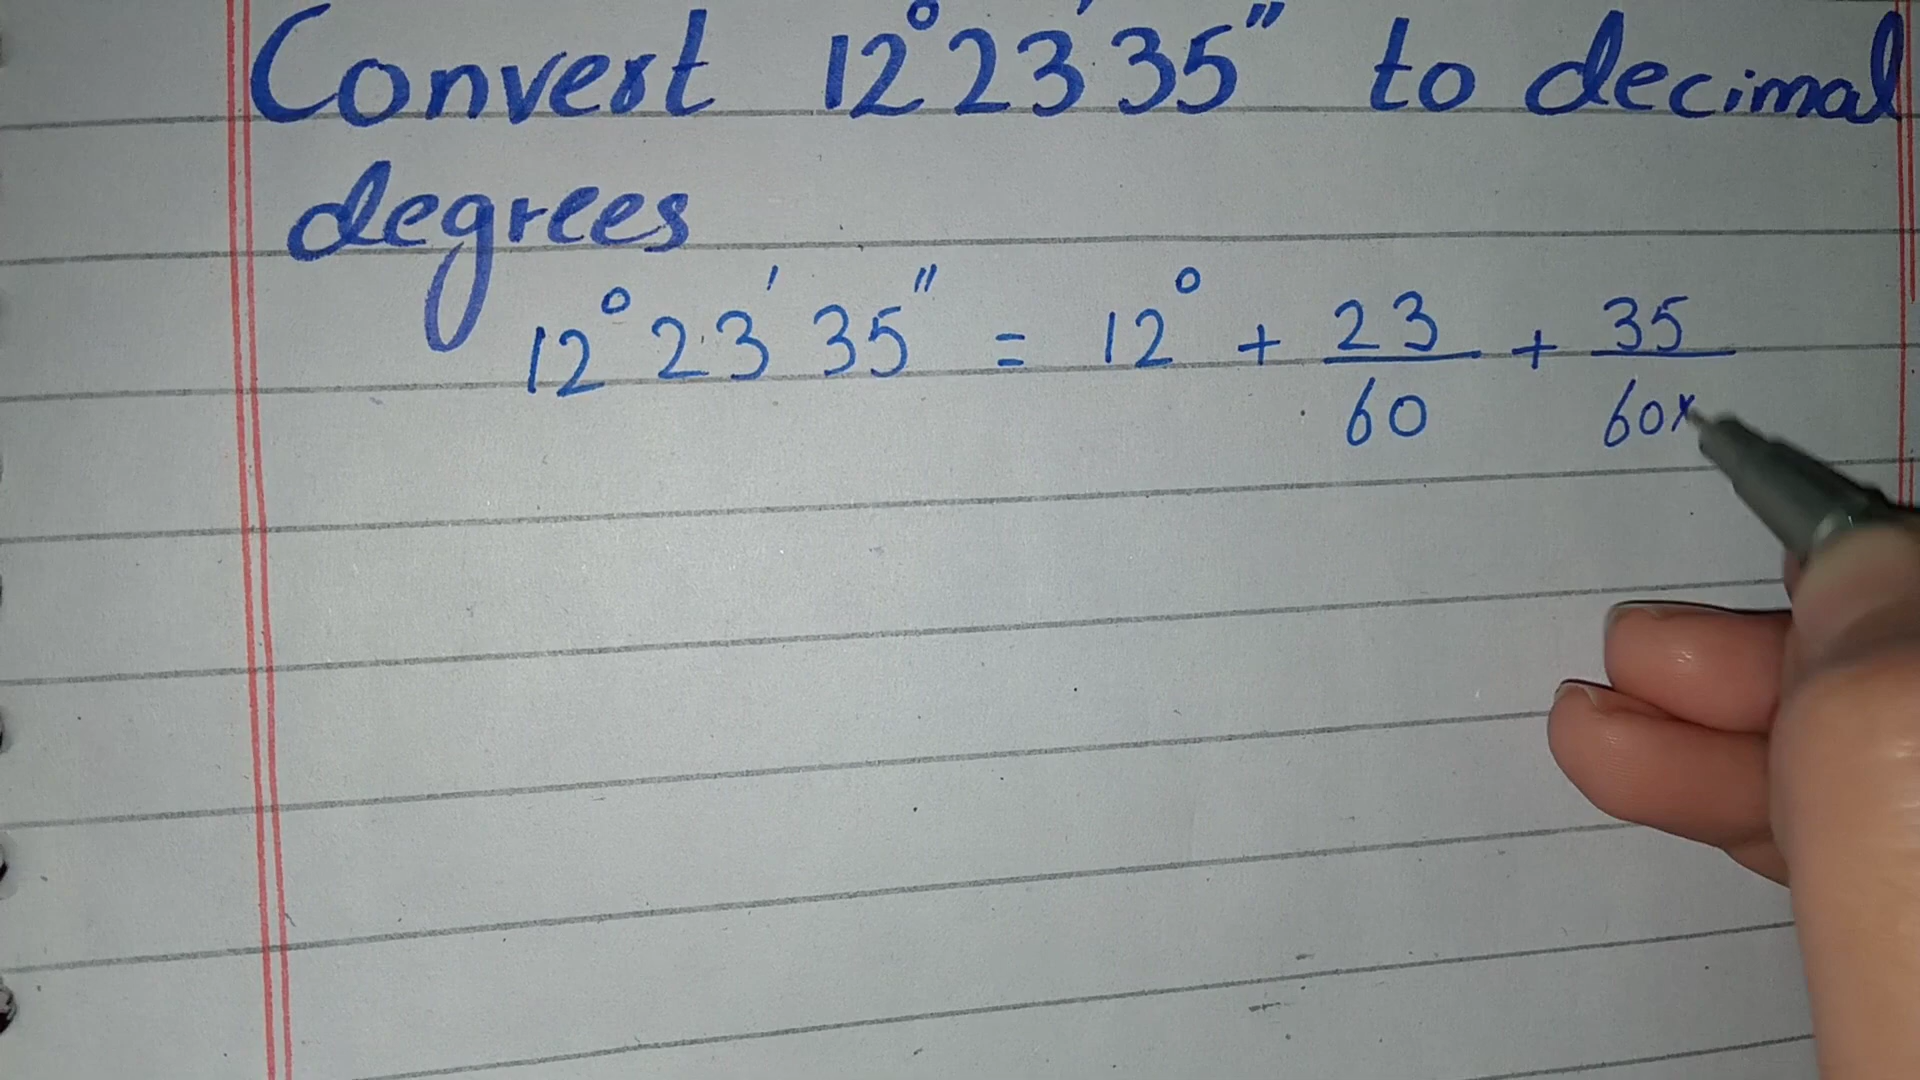 Convert 12°23'35" to decimal
degrees
12°23'35" = 12° + 23/60 + 35/60×